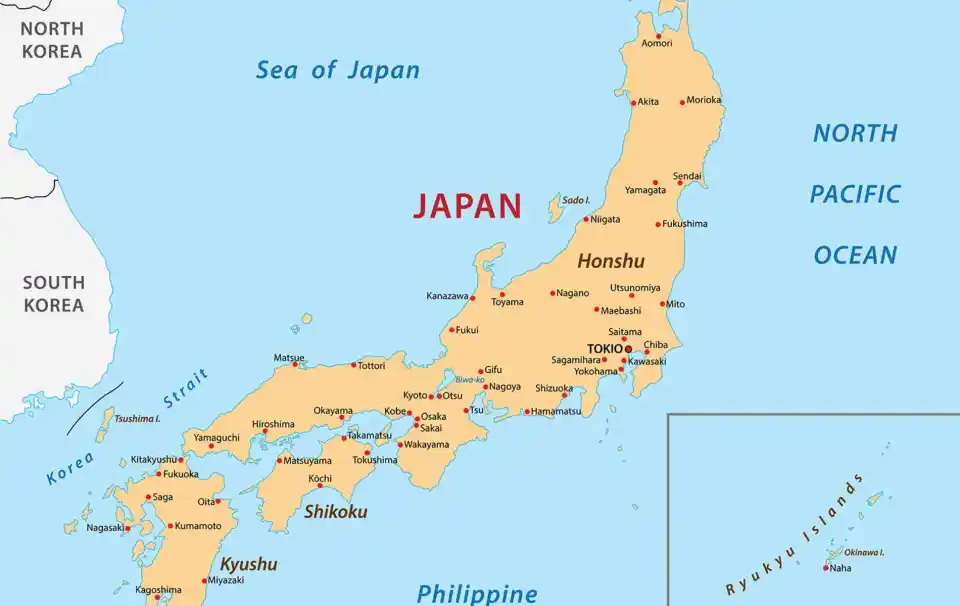 NORTH
KOREA
Sea of Japan
Aomori
Akita
Morioka
NORTH
PACIFIC
OCEAN
Sendai
Yamagata
JAPAN
Sado I.
Niigata
Fukushima
Honshu
SOUTH
KOREA
Kanazawa
Toyama
Nagano
Utsunomiya
Mito
Maebashi
Fukui
Saitama
TOKIO
Chiba
Matsue
Tottori
Sagamihara
Kawasaki
Yokohama
Gifu
Biwa-ko
Nagoya
Shizuoka
Kyoto
Otsu
Korea Strait
Tsushima I.
Okayama
Kobe
Osaka
Tsu
Hamamatsu
Hiroshima
Sakai
Yamaguchi
Takamatsu
Wakayama
Kitakyushu
Matsuyama
Tokushima
Fukuoka
Kōchi
Saga
Oita
Shikoku
Nagasaki
Kumamoto
Kyushu
Miyazaki
Kagoshima
Philippine
Ryukyu Islands
Okinawa I.
Naha